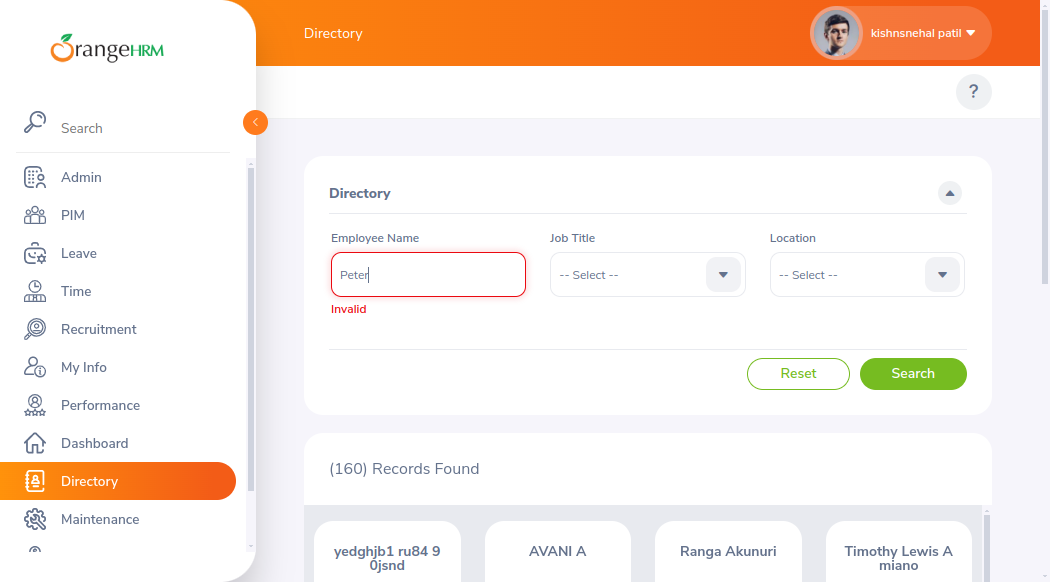 OrangeHRM
Directory
kishnsnehal patil
?
Search
Admin
PIM
Leave
Time
Recruitment
My Info
Performance
Dashboard
Directory
Maintenance
Directory
Employee Name
Job Title
Location
Peter
-- Select --
-- Select --
Invalid
Reset
Search
(160) Records Found
yedghjb1 ru84 9
0jsnd
AVANI A
Ranga Akunuri
Timothy Lewis A
miano